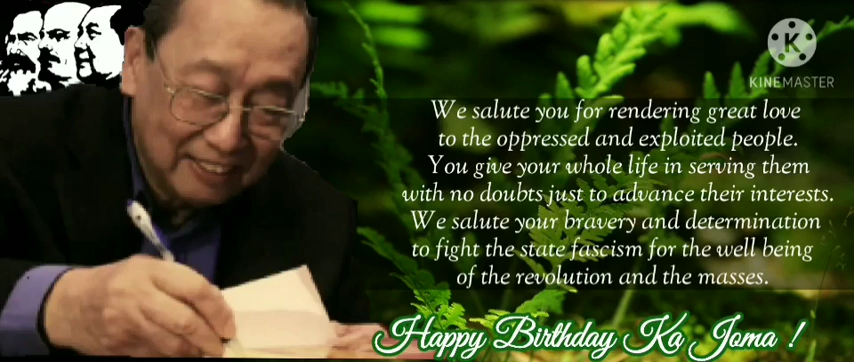 KINEMASTER
We salute you for rendering great love
to the oppressed and exploited people.
You give your whole life in serving them
with no doubts just to advance their interests.
We salute your bravery and determination
to fight the state fascism for the well being
of the revolution and the masses.
Happy Birthday Ka Joma !